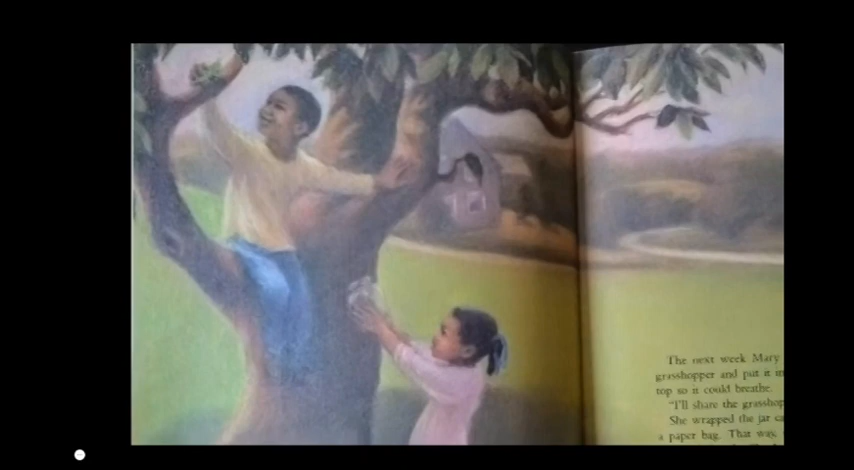 The next week Mary
grasshopper and put it in
top so it could breathe.
"I'll share the grasshop
She wrapped the jar ca
a paper bag. That way,